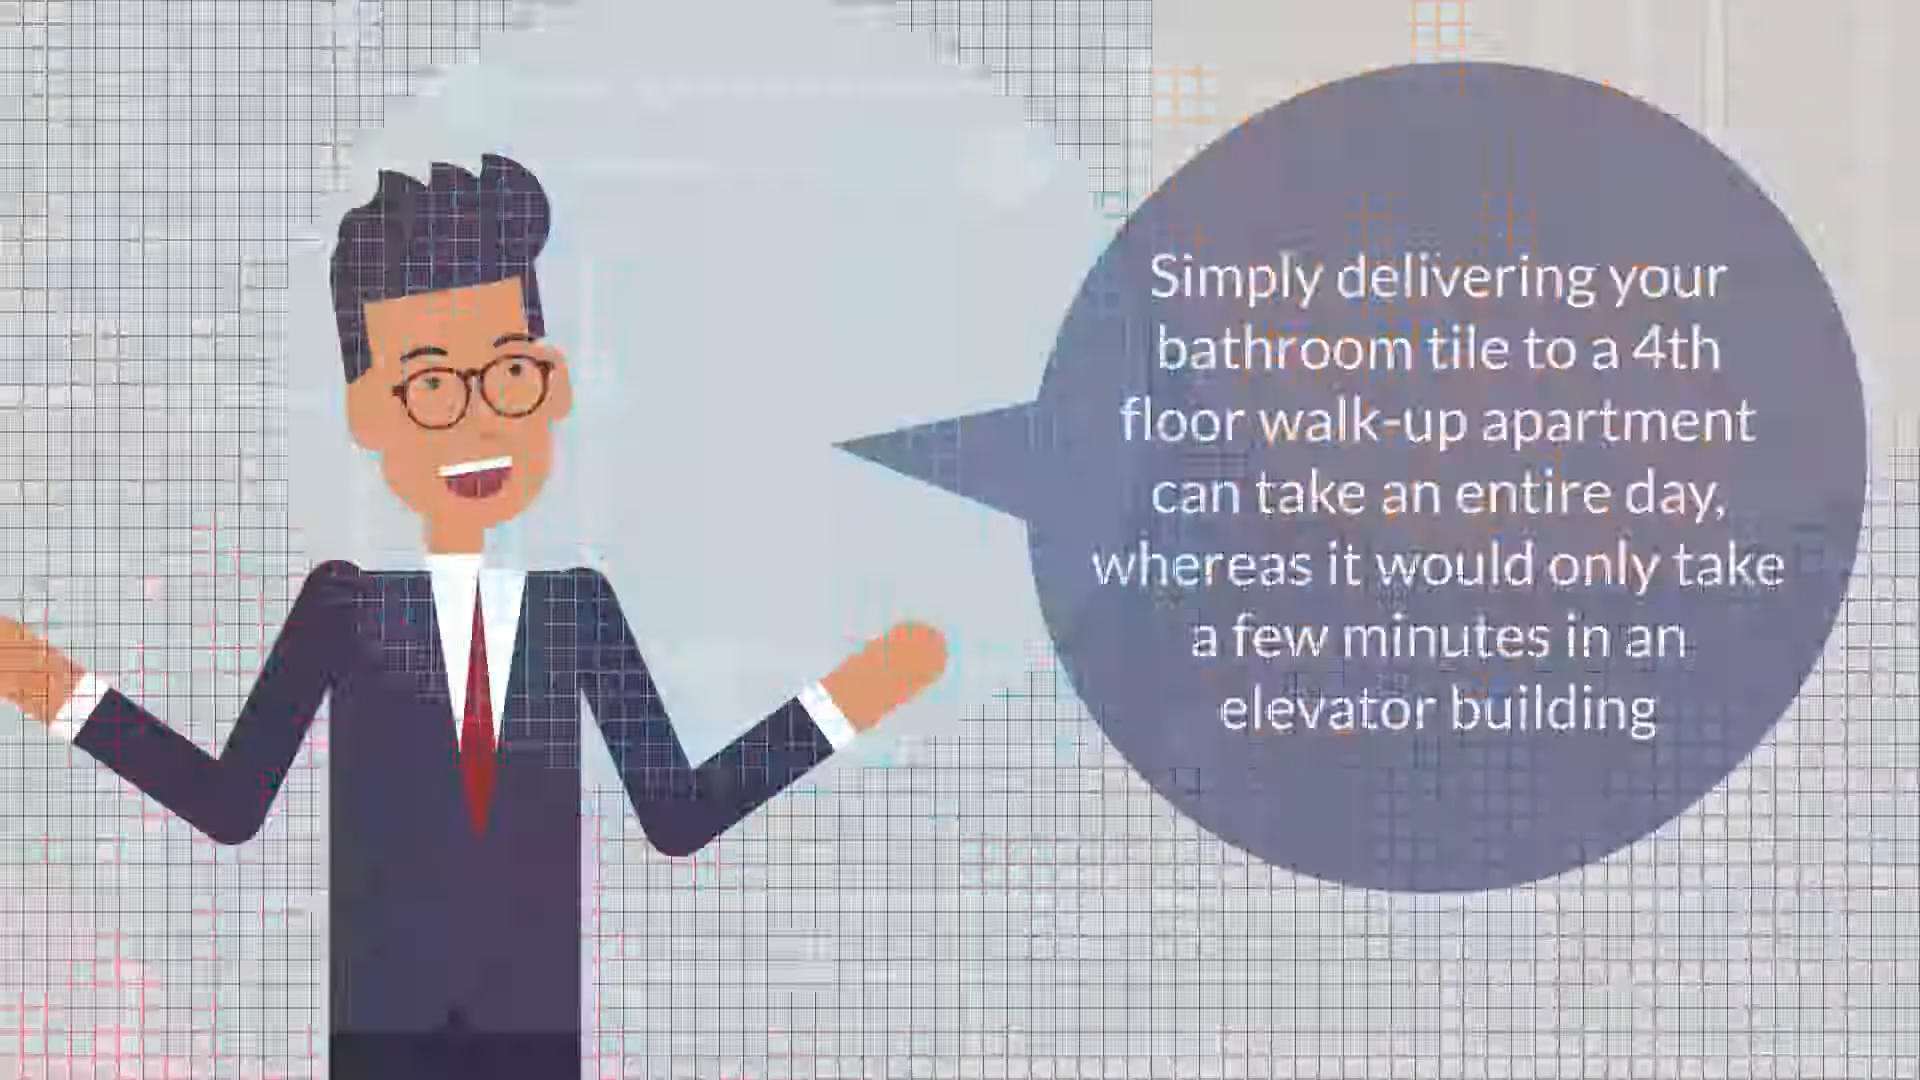 Simply delivering your
bathroom tile to a 4th
floor walk-up apartment
can take an entire day,
whereas it would only take
a few minutes in an
elevator building